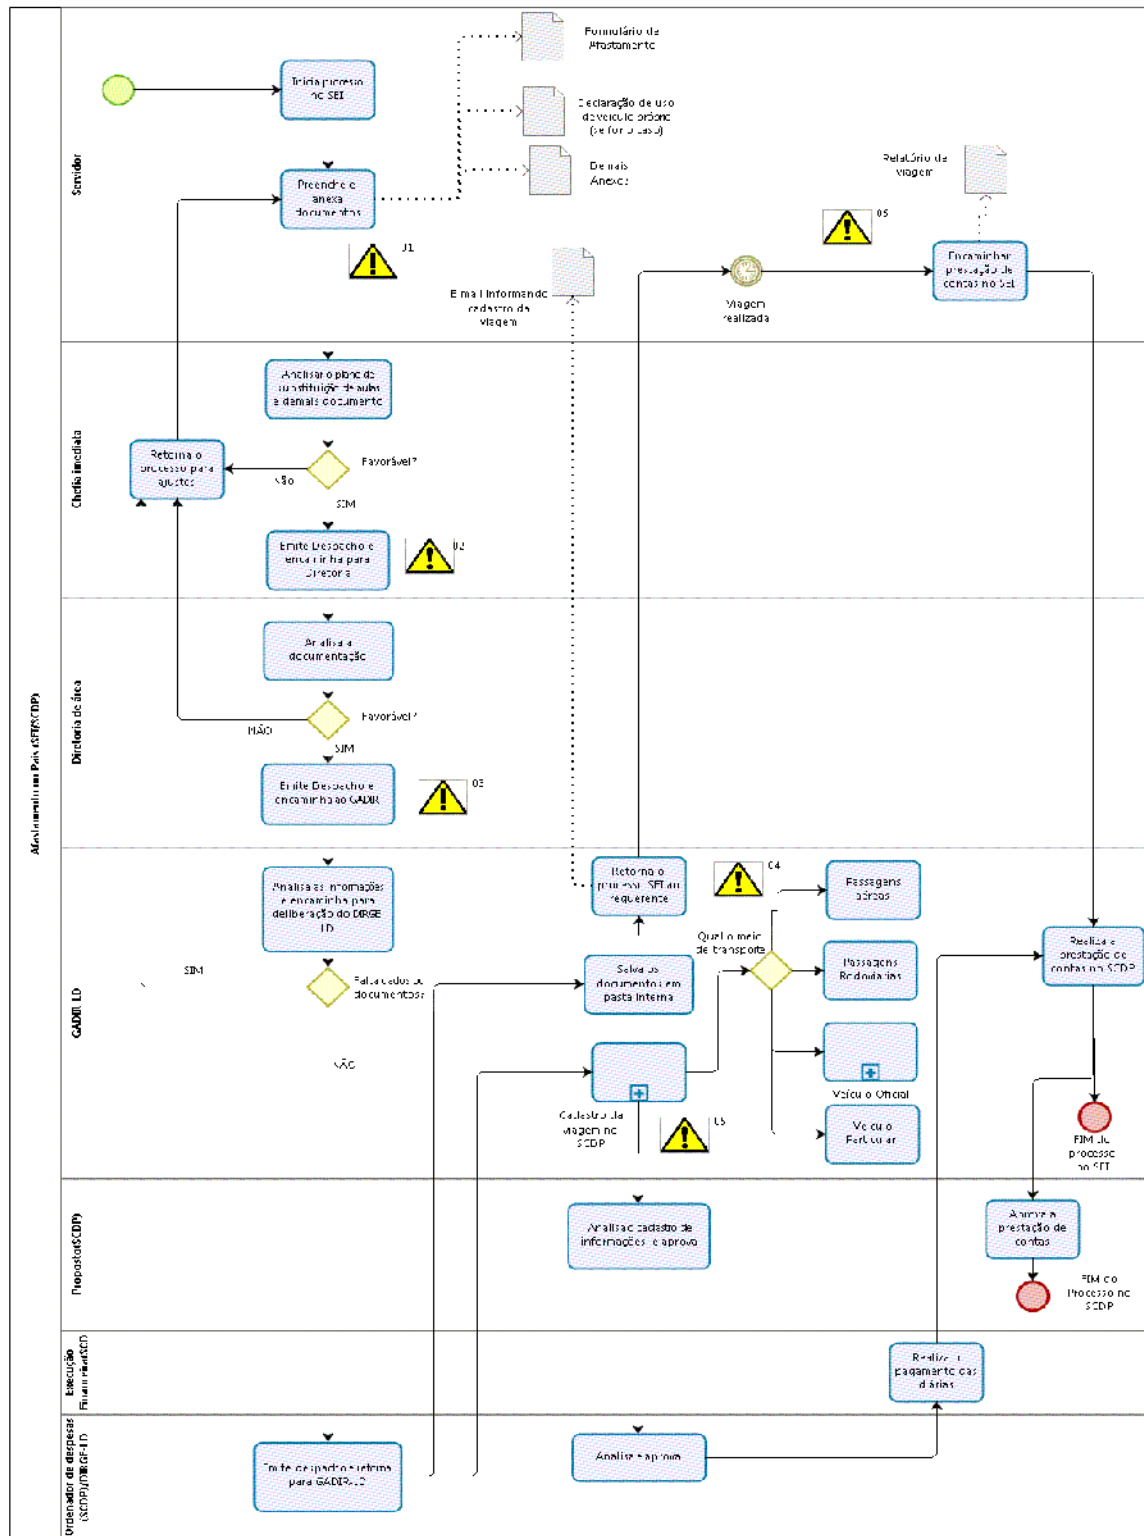 Afastamento no País (SEI/SCDP)
Servidor
Inicia processo
no SEI
Preenche e
anexa
documentos
01
Formulário de
Afastamento
Declaração de uso
de veículo próprio
(se for o caso)
Demais
Anexos
E-mail informando
cadastro da
viagem
Viagem
realizada
Relatório de
viagem
Encaminhar
prestação de
contas no SEI
Chefia imediata
Analisar o plano de
substituição de aulas
e demais documento
Favorável?
Não
SIM
Retorna o
processo para
ajustes
Emite Despacho e
encaminha para
Diretoria
02
Diretoria de área
Analisa a
documentação
Favorável?
NÃO
SIM
Emite Despacho e
encaminha ao GADIR
03
GADIR-LD
Analisa as informações
e encaminha para
deliberação do DIRGE-
LD
Falta dados ou
documentos?
SIM
NÃO
Retorna o
processo SEI ao
requerente
04
Salva os
documentos em
pasta interna
Cadastro da
viagem no
SCDP
05
Qual o meio
de transporte
Passagens
aéreas
Passagens
Rodoviárias
Veículo Oficial
Veículo
Particular
Realiza a
prestação de
contas no SCDP
FIM do
processo
no SEI
Proposto(SCDP)
Analisa o cadastro de
informações e aprova
Aprova a
prestação de
contas
FIM do
Processo no
SCDP
Execução
Realiza o
pagamento das
diárias
Ordenador de despesas
(SCDP)/DIRGE-LD
Emite despacho e retorna
para GADIR-LD
Analisa e aprova